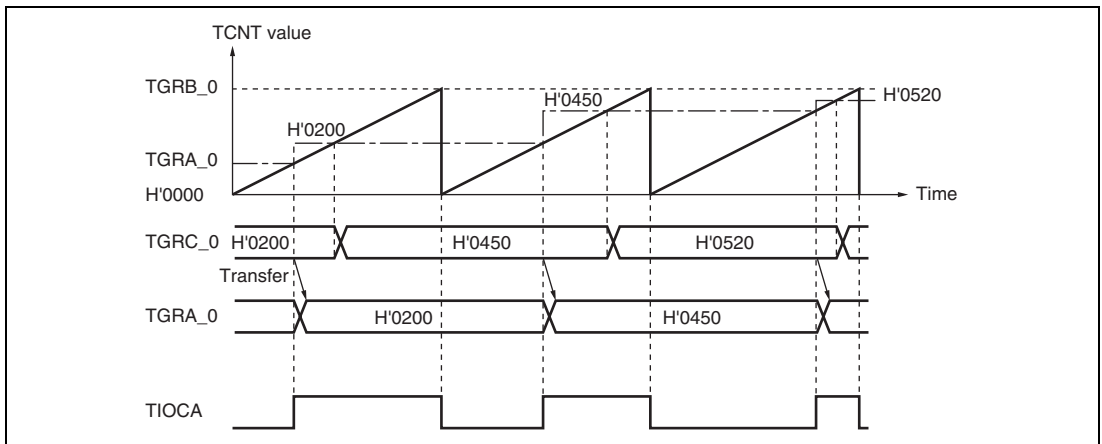 TCNT value
TGRB_0
H'0450
H'0520
H'0200
TGRA_0
H'0000
Time
TGRC_0
H'0200
H'0450
H'0520
Transfer
TGRA_0
H'0200
H'0450
TIOCA